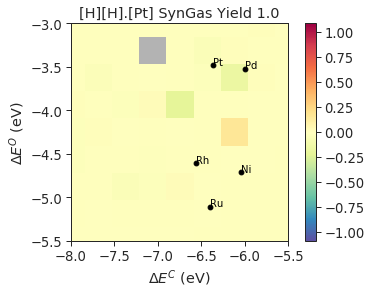 [H][H].[Pt] SynGas Yield 1.0
−3.0
−3.5
−4.0
−4.5
−5.0
−5.5
ΔE^O (eV)
Pt
Pd
Rh
Ni
Ru
−8.0 −7.5 −7.0 −6.5 −6.0 −5.5
ΔE^C (eV)
1.00
0.75
0.50
0.25
0.00
−0.25
−0.50
−0.75
−1.00